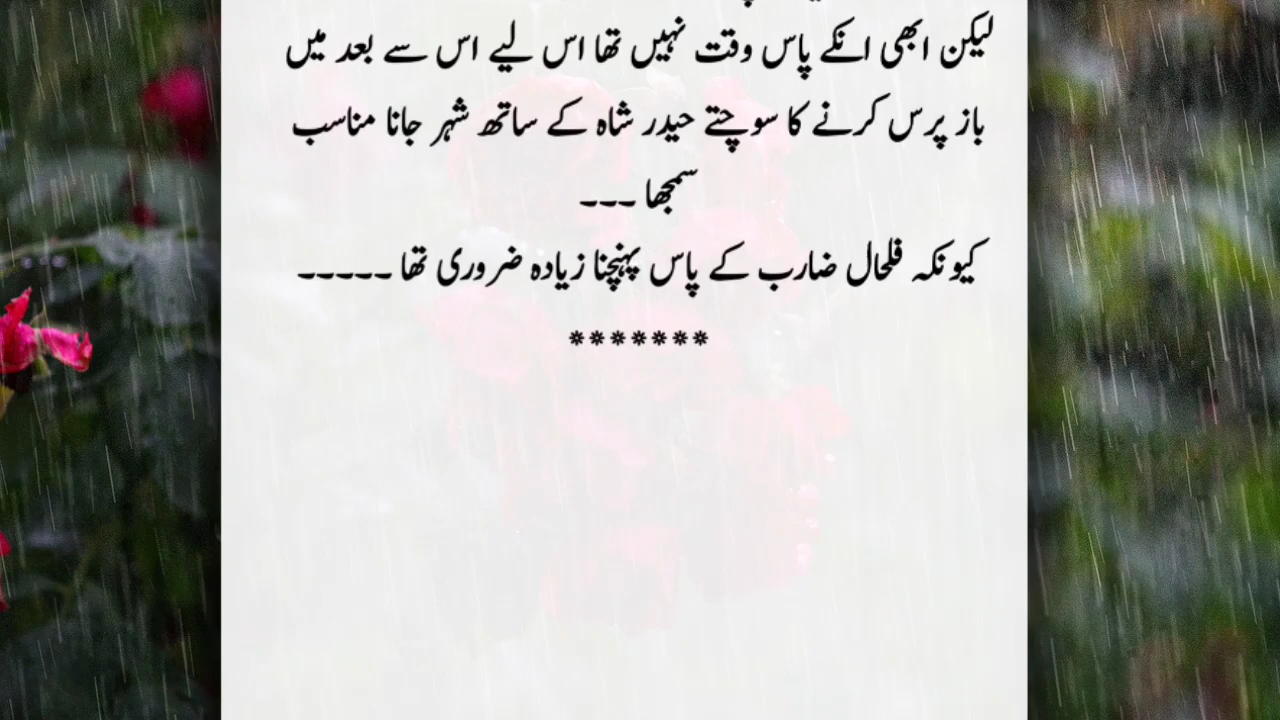 لیکن ابھی انکے پاس وقت نہیں تھا اس لیے اس سے بعد میں
باز پرس کرنے کا سوچتے حیدر شاہ کے ساتھ شہر جانا مناسب
سمجھا ۔۔۔
کیونکہ فلحال ضارب کے پاس پہنچنا زیادہ ضروری تھا ۔۔۔۔۔
*******